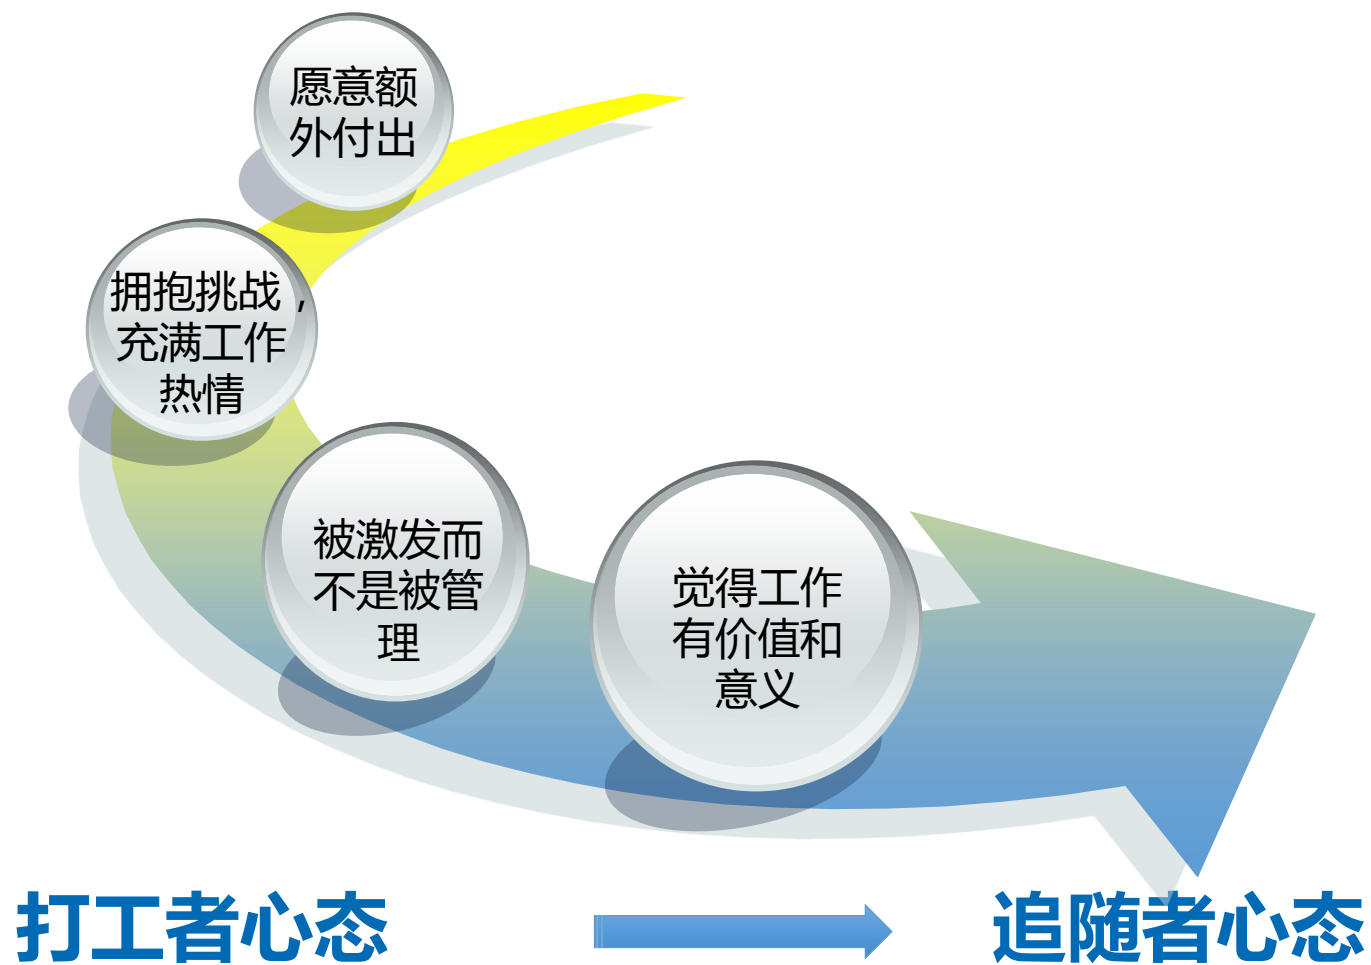 愿意额
外付出
拥抱挑战，
充满工作
热情
被激发而
不是被管
理
觉得工作
有价值和
意义
打工者心态
追随者心态